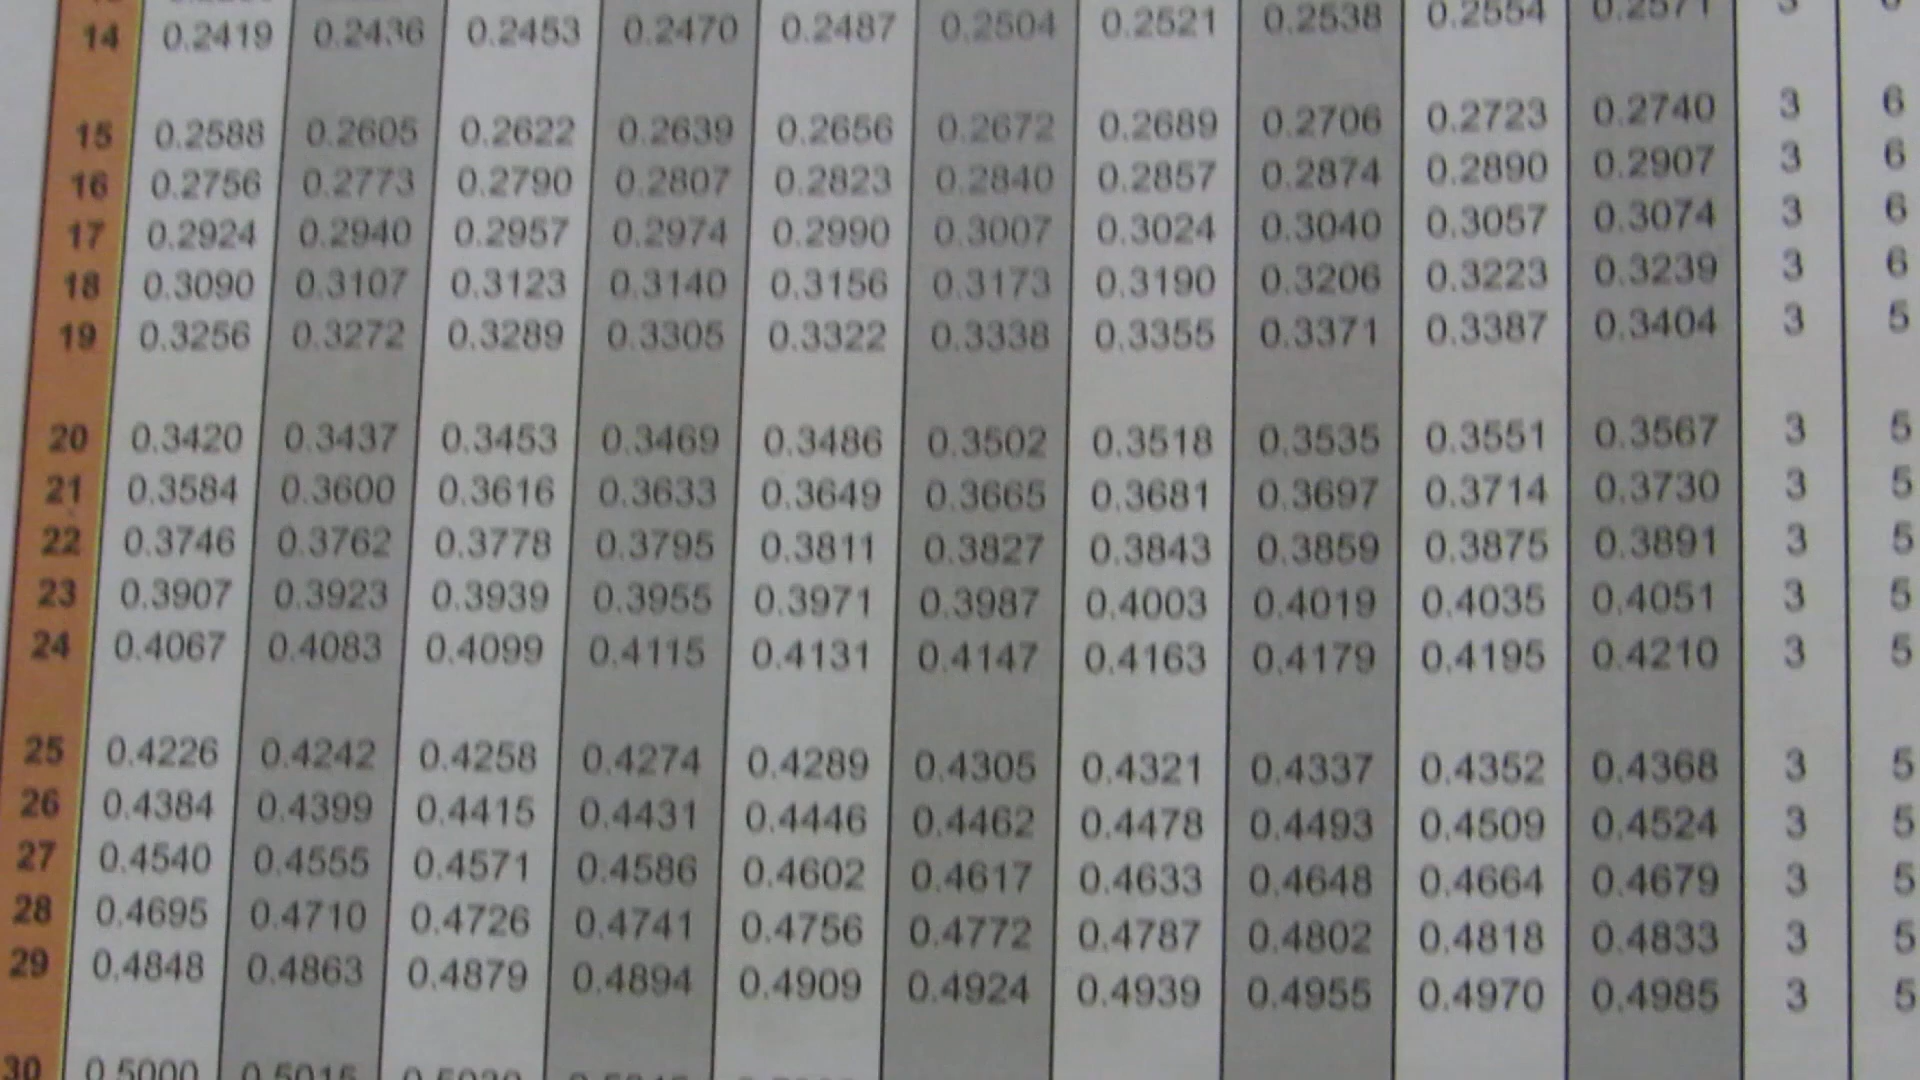 14 0.2419 0.2436 0.2453 0.2470 0.2487 0.2504 0.2521 0.2538 0.2554 0.2571 3
15 0.2588 0.2605 0.2622 0.2639 0.2656 0.2672 0.2689 0.2706 0.2723 0.2740 3 6
16 0.2756 0.2773 0.2790 0.2807 0.2823 0.2840 0.2857 0.2874 0.2890 0.2907 3 6
17 0.2924 0.2940 0.2957 0.2974 0.2990 0.3007 0.3024 0.3040 0.3057 0.3074 3 6
18 0.3090 0.3107 0.3123 0.3140 0.3156 0.3173 0.3190 0.3206 0.3223 0.3239 3 6
19 0.3256 0.3272 0.3289 0.3305 0.3322 0.3338 0.3355 0.3371 0.3387 0.3404 3 5
20 0.3420 0.3437 0.3453 0.3469 0.3486 0.3502 0.3518 0.3535 0.3551 0.3567 3 5
21 0.3584 0.3600 0.3616 0.3633 0.3649 0.3665 0.3681 0.3697 0.3714 0.3730 3 5
22 0.3746 0.3762 0.3778 0.3795 0.3811 0.3827 0.3843 0.3859 0.3875 0.3891 3 5
23 0.3907 0.3923 0.3939 0.3955 0.3971 0.3987 0.4003 0.4019 0.4035 0.4051 3 5
24 0.4067 0.4083 0.4099 0.4115 0.4131 0.4147 0.4163 0.4179 0.4195 0.4210 3 5
25 0.4226 0.4242 0.4258 0.4274 0.4289 0.4305 0.4321 0.4337 0.4352 0.4368 3 5
26 0.4384 0.4399 0.4415 0.4431 0.4446 0.4462 0.4478 0.4493 0.4509 0.4524 3 5
27 0.4540 0.4555 0.4571 0.4586 0.4602 0.4617 0.4633 0.4648 0.4664 0.4679 3 5
28 0.4695 0.4710 0.4726 0.4741 0.4756 0.4772 0.4787 0.4802 0.4818 0.4833 3 5
29 0.4848 0.4863 0.4879 0.4894 0.4909 0.4924 0.4939 0.4955 0.4970 0.4985 3 5
30 0.5000 0.5015